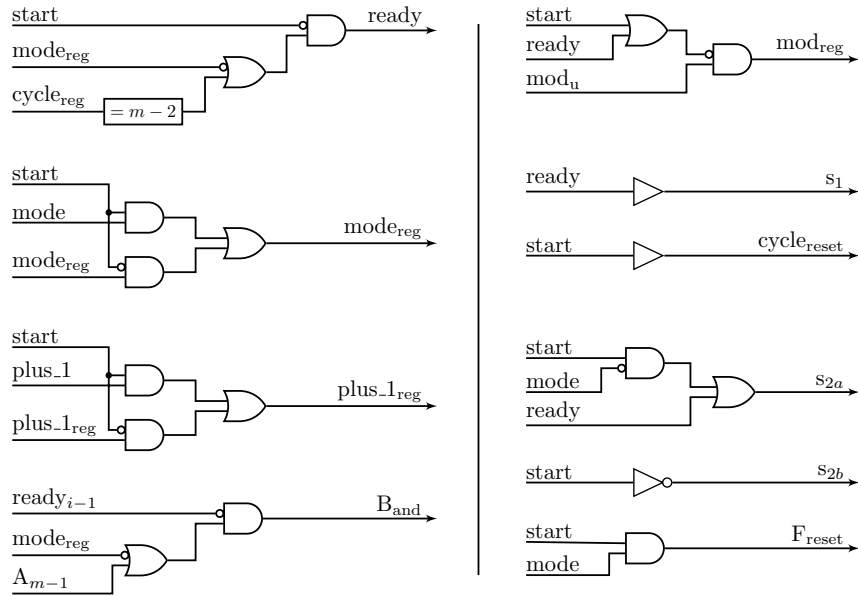 start
ready
mode_reg
cycle_reg
= m − 2
start
mode
mode_reg
mode_reg
start
plus_1
plus_1_reg
plus_1_reg
ready_{i−1}
B_and
mode_reg
A_{m−1}
start
ready
mod_reg
mod_u
ready
s_1
start
cycle_reset
start
mode
s_{2a}
ready
start
s_{2b}
start
F_reset
mode